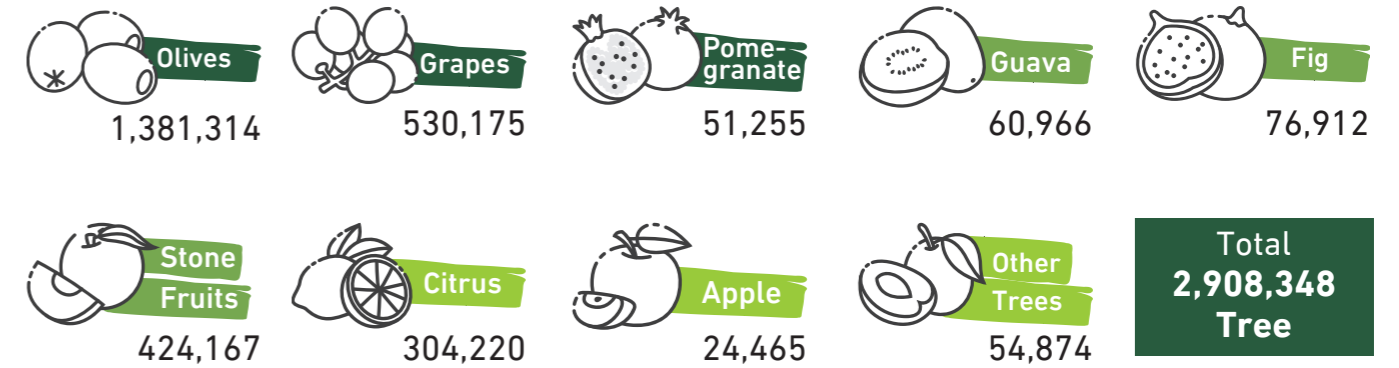 Olives
1,381,314
Grapes
530,175
Pome-
granate
51,255
Guava
60,966
Fig
76,912
Stone
Fruits
424,167
Citrus
304,220
Apple
24,465
Other
Trees
54,874
Total
2,908,348
Tree